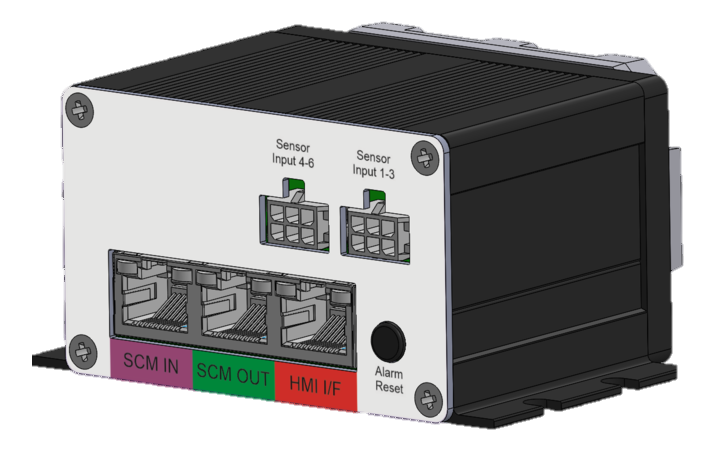 Sensor
Input 4-6
Sensor
Input 1-3
SCM IN
SCM OUT
HMI I/F
Alarm
Reset